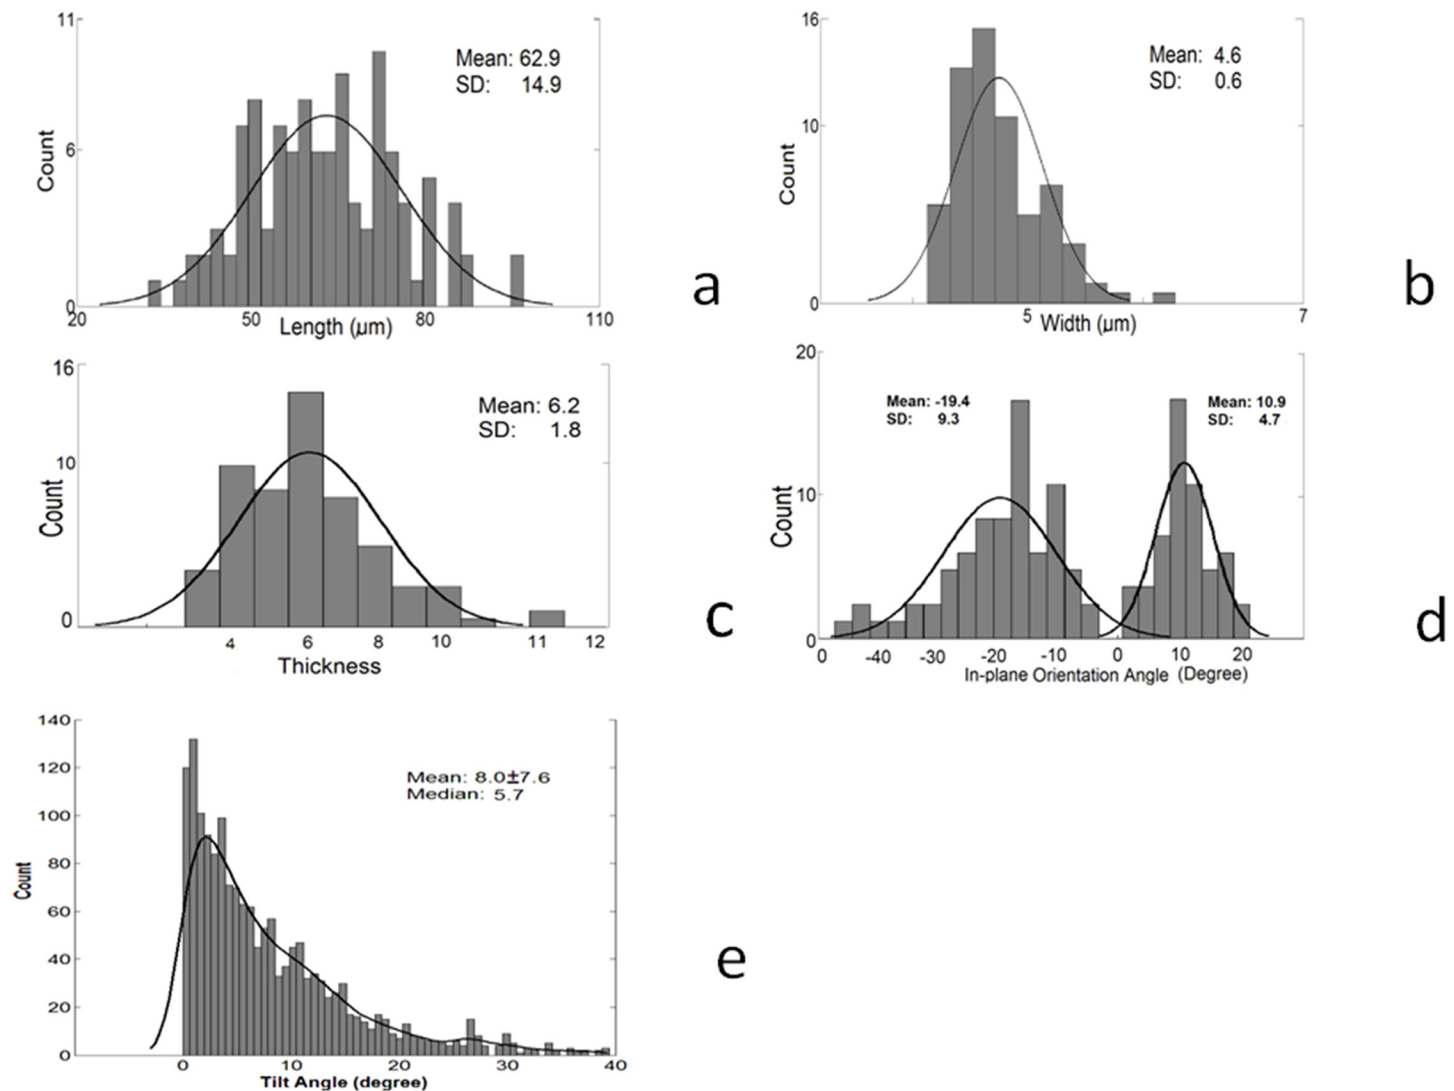 11
Mean: 62.9
SD: 14.9
Count
6
0
20
50
80
110
Length (µm)
a
16
Mean: 4.6
SD: 0.6
10
Count
0
5
7
Width (µm)
b
16
Mean: 6.2
SD: 1.8
10
Count
0
4
6
8
10
11
12
Thickness
c
20
Mean: -19.4
SD: 9.3
Mean: 10.9
SD: 4.7
10
Count
0
0
-40
-30
-20
-10
0
10
20
In-plane Orientation Angle (Degree)
d
140
120
Mean: 8.0±7.6
Median: 5.7
100
80
Count
60
40
20
0
0
10
20
30
40
Tilt Angle (degree)
e